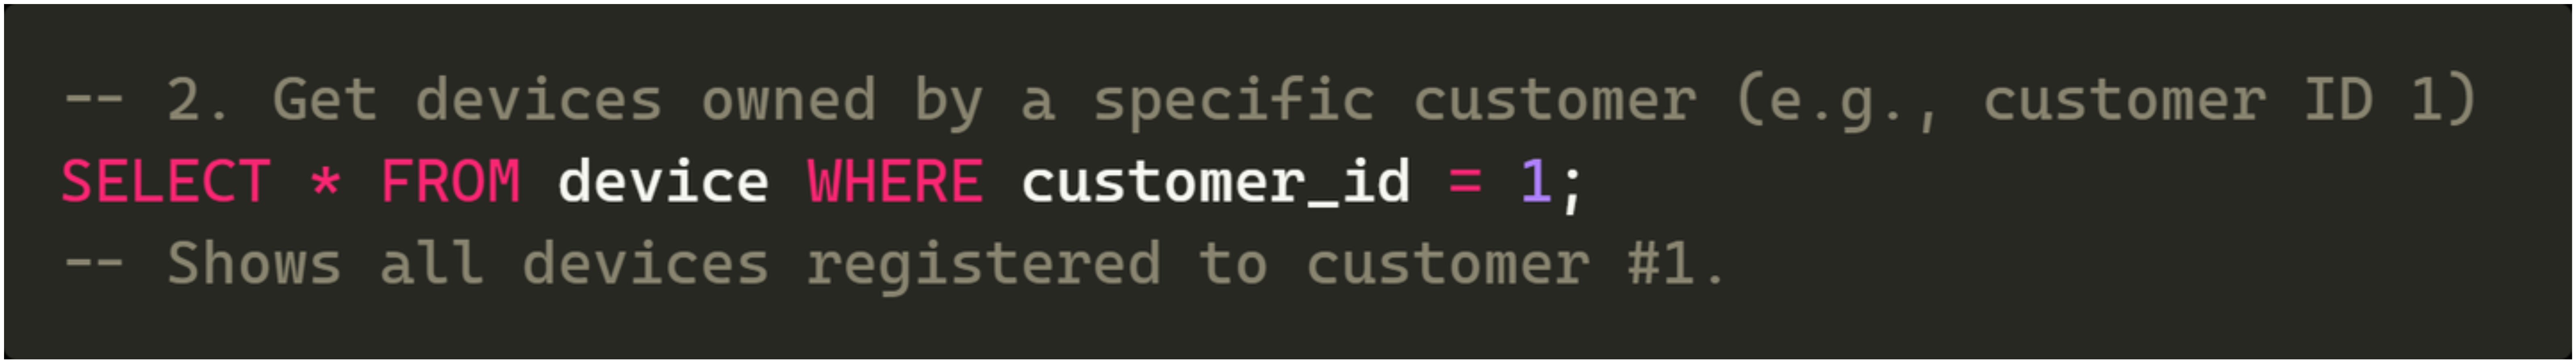 -- 2. Get devices owned by a specific customer (e.g., customer ID 1)
SELECT * FROM device WHERE customer_id = 1;
-- Shows all devices registered to customer #1.